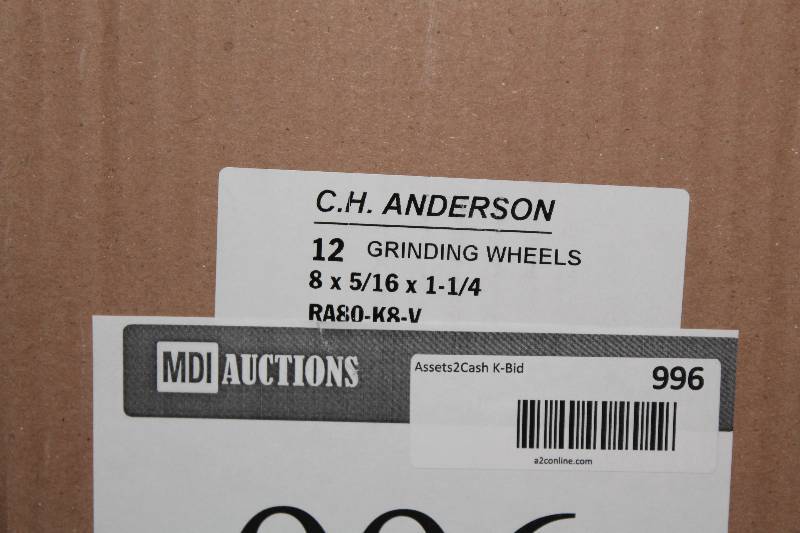 C.H. ANDERSON
12 GRINDING WHEELS
8 x 5/16 x 1-1/4
RA80-K8-V
MDI AUCTIONS
Assets2Cash K-Bid
996
a2conline.com